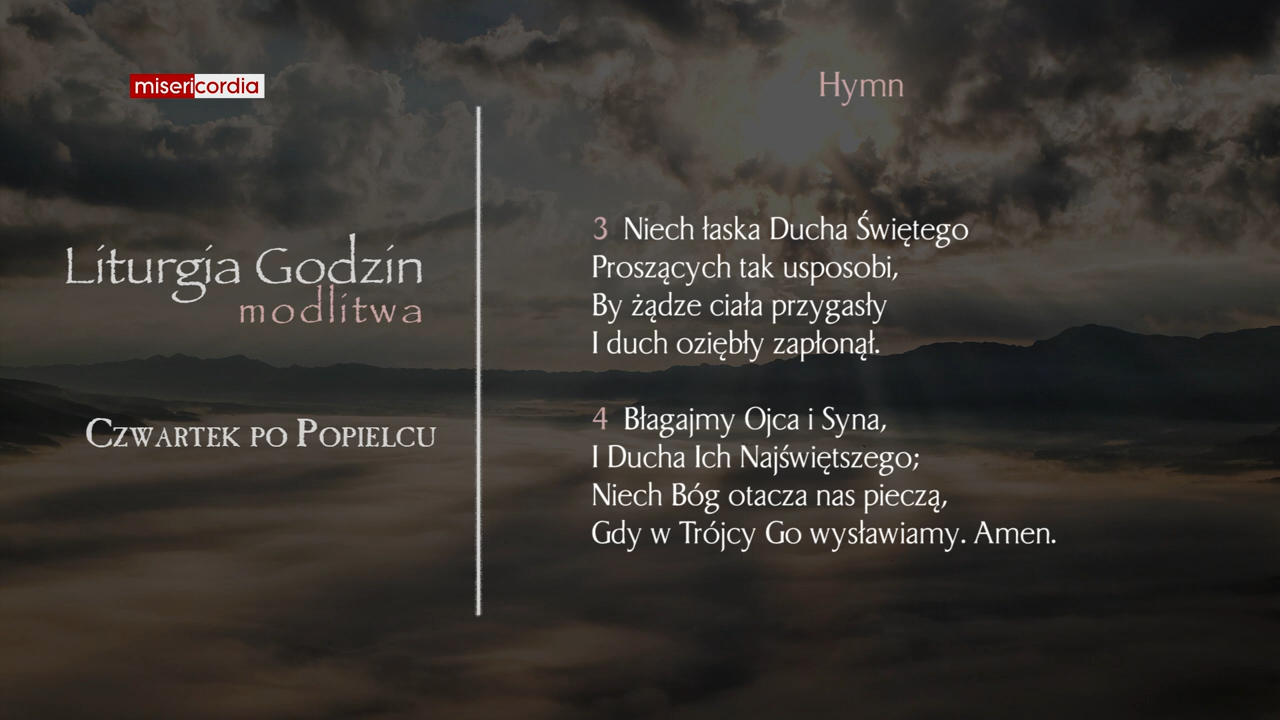 misericordia
Liturgia Godzin
modlitwa
Czwartek po Popielcu
Hymn
3 Niech łaska Ducha Świętego
Proszących tak usposobi,
By żądze ciała przygasły
I duch oziębły zapłonął.
4 Błagajmy Ojca i Syna,
I Ducha Ich Najświętszego;
Niech Bóg otacza nas pieczą,
Gdy w Trójcy Go wysławiamy. Amen.